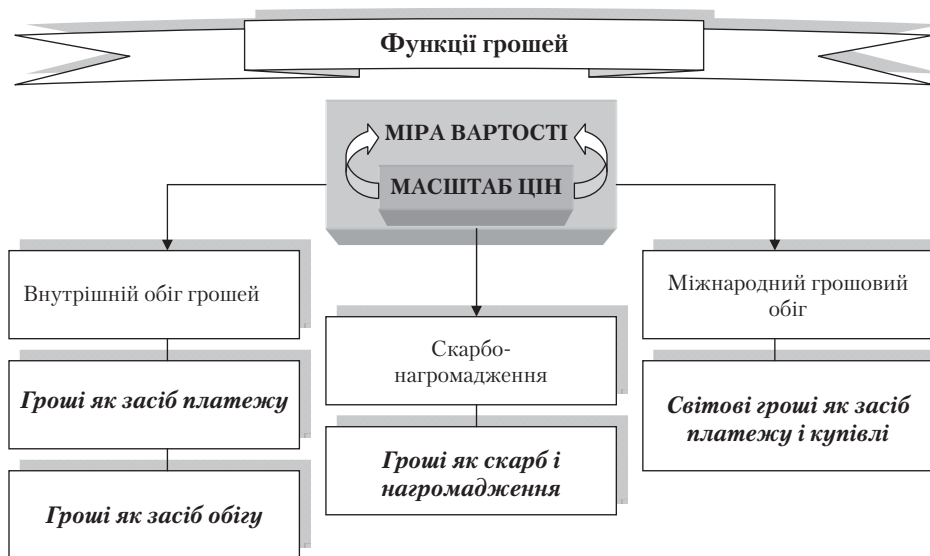 Функції грошей
МІРА ВАРТОСТІ
МАСШТАБ ЦІН
Внутрішній обіг грошей
Гроші як засіб платежу
Гроші як засіб обігу
Скарбо-
нагромадження
Гроші як скарб і
нагромадження
Міжнародний грошовий
обіг
Світові гроші як засіб
платежу і купівлі